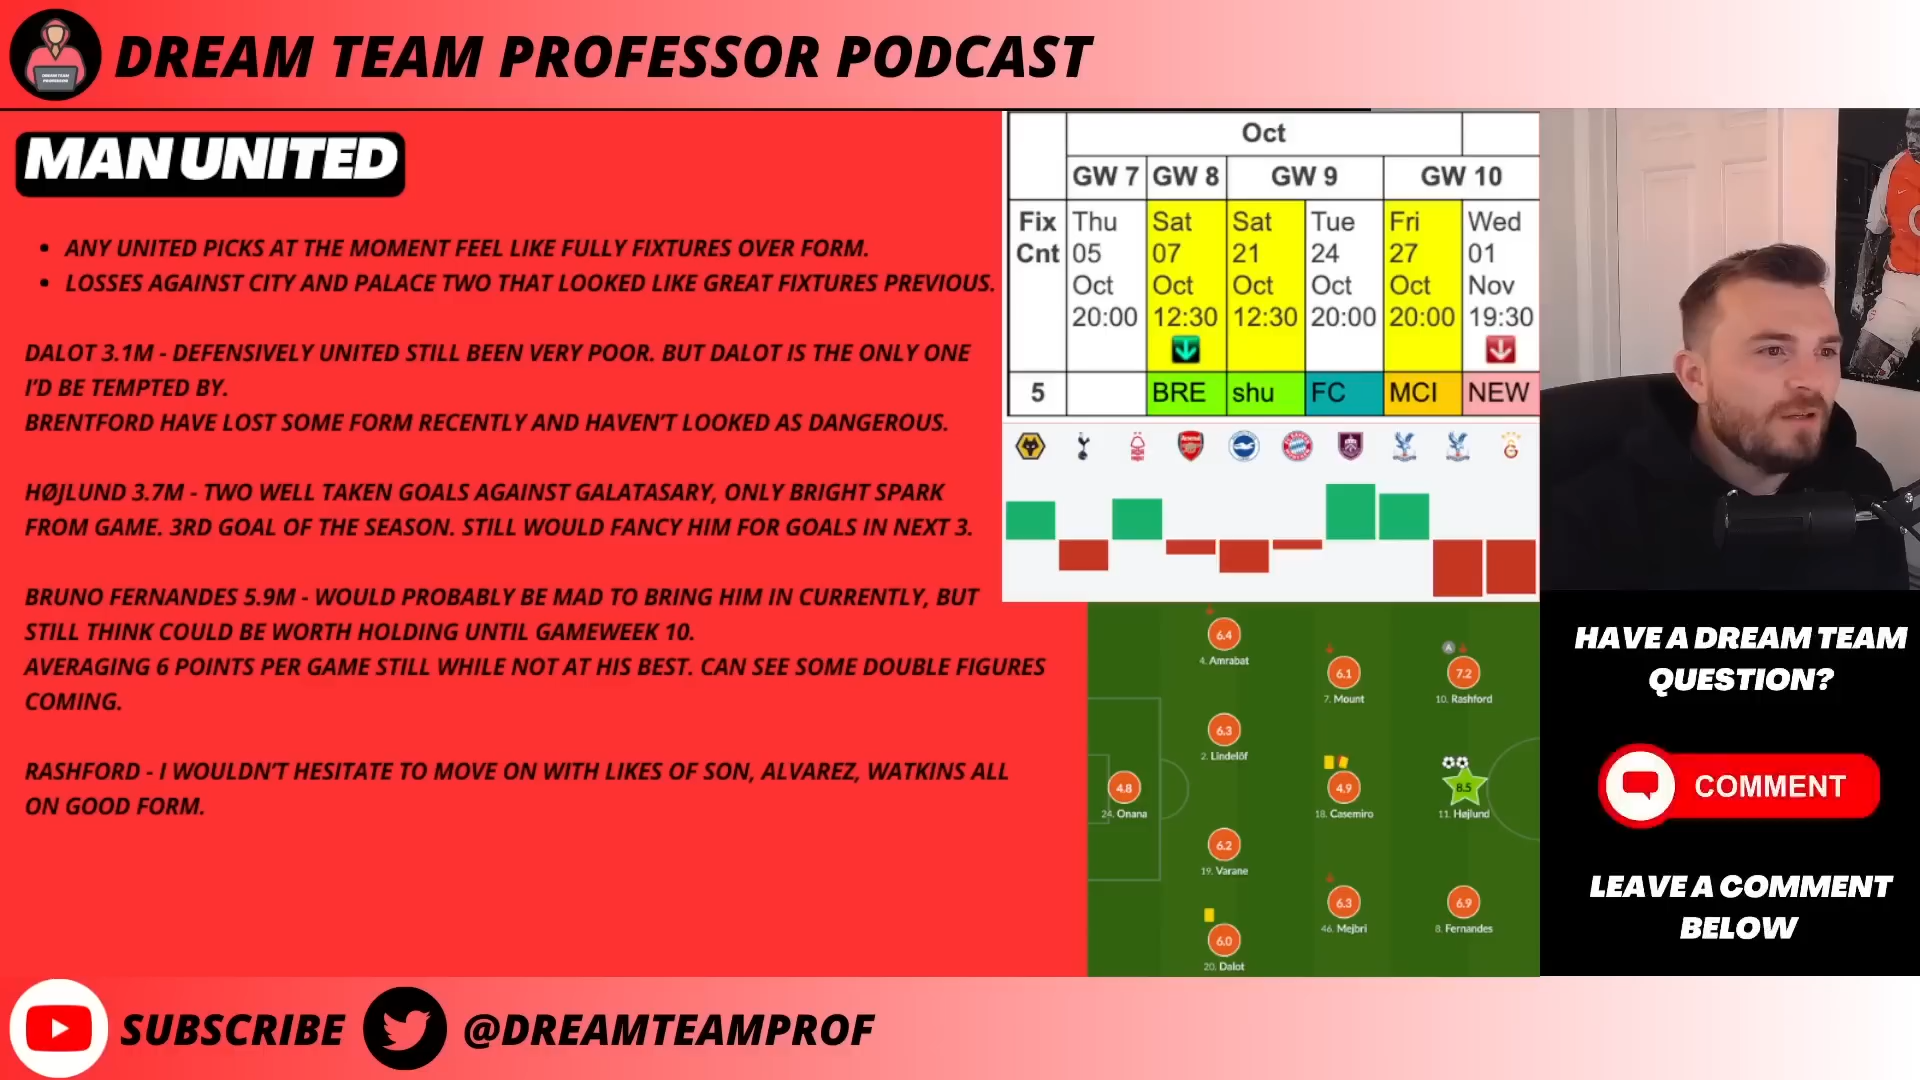 DREAM TEAM PROFESSOR PODCAST
MAN UNITED
• ANY UNITED PICKS AT THE MOMENT FEEL LIKE FULLY FIXTURES OVER FORM.
• LOSSES AGAINST CITY AND PALACE TWO THAT LOOKED LIKE GREAT FIXTURES PREVIOUS.
DALOT 3.1M - DEFENSIVELY UNITED STILL BEEN VERY POOR. BUT DALOT IS THE ONLY ONE
I'D BE TEMPTED BY.
BRENTFORD HAVE LOST SOME FORM RECENTLY AND HAVEN'T LOOKED AS DANGEROUS.
HØJLUND 3.7M - TWO WELL TAKEN GOALS AGAINST GALATASARY, ONLY BRIGHT SPARK
FROM GAME. 3RD GOAL OF THE SEASON. STILL WOULD FANCY HIM FOR GOALS IN NEXT 3.
BRUNO FERNANDES 5.9M - WOULD PROBABLY BE MAD TO BRING HIM IN CURRENTLY, BUT
STILL THINK COULD BE WORTH HOLDING UNTIL GAMEWEEK 10.
AVERAGING 6 POINTS PER GAME STILL WHILE NOT AT HIS BEST. CAN SEE SOME DOUBLE FIGURES
COMING.
RASHFORD - I WOULDN'T HESITATE TO MOVE ON WITH LIKES OF SON, ALVAREZ, WATKINS ALL
ON GOOD FORM.
Oct
GW 7 GW 8 GW 9 GW 10
Fix Thu Sat Sat Tue Fri Wed
Cnt 05 07 21 24 27 01
Oct Oct Oct Oct Oct Nov
20:00 12:30 12:30 20:00 20:00 19:30
5 BRE shu FC MCI NEW
6.4
4. Amrabat
6.1
7. Mount
7.2
10. Rashford
6.3
2. Lindelöf
4.8
24. Onana
4.9
18. Casemiro
8.5
11. Højlund
6.2
19. Varane
6.3
46. Mejbri
6.9
8. Fernandes
6.0
20. Dalot
HAVE A DREAM TEAM
QUESTION?
COMMENT
LEAVE A COMMENT
BELOW
SUBSCRIBE
@DREAMTEAMPROF